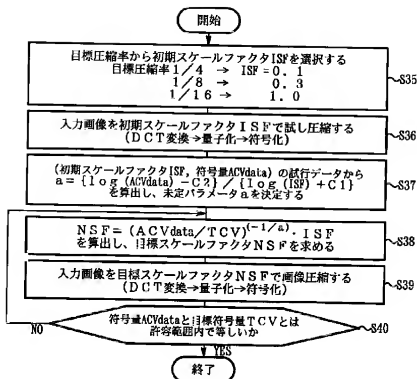 開始
目標圧縮率から初期スケールファクタISFを選択する
目標圧縮率 1/4 → ISF=0.1
1/8 → 0.3
1/16 → 1.0
S35
入力画像を初期スケールファクタISFで試し圧縮する
(DCT変換→量子化→符号化)
S36
(初期スケールファクタISF, 符号量ACVdata) の試行データから
a={log (ACVdata) -C2} / {log (ISF) +C1}
を算出し、未定パラメータaを決定する
S37
NSF=(ACVdata/TCV)^(-1/a)・ISF
を算出し、目標スケールファクタNSFを求める
S38
入力画像を目標スケールファクタNSFで画像圧縮する
(DCT変換→量子化→符号化)
S39
符号量ACVdataと目標符号量TCVとは
許容範囲内で等しいか
S40
NO
YES
終了